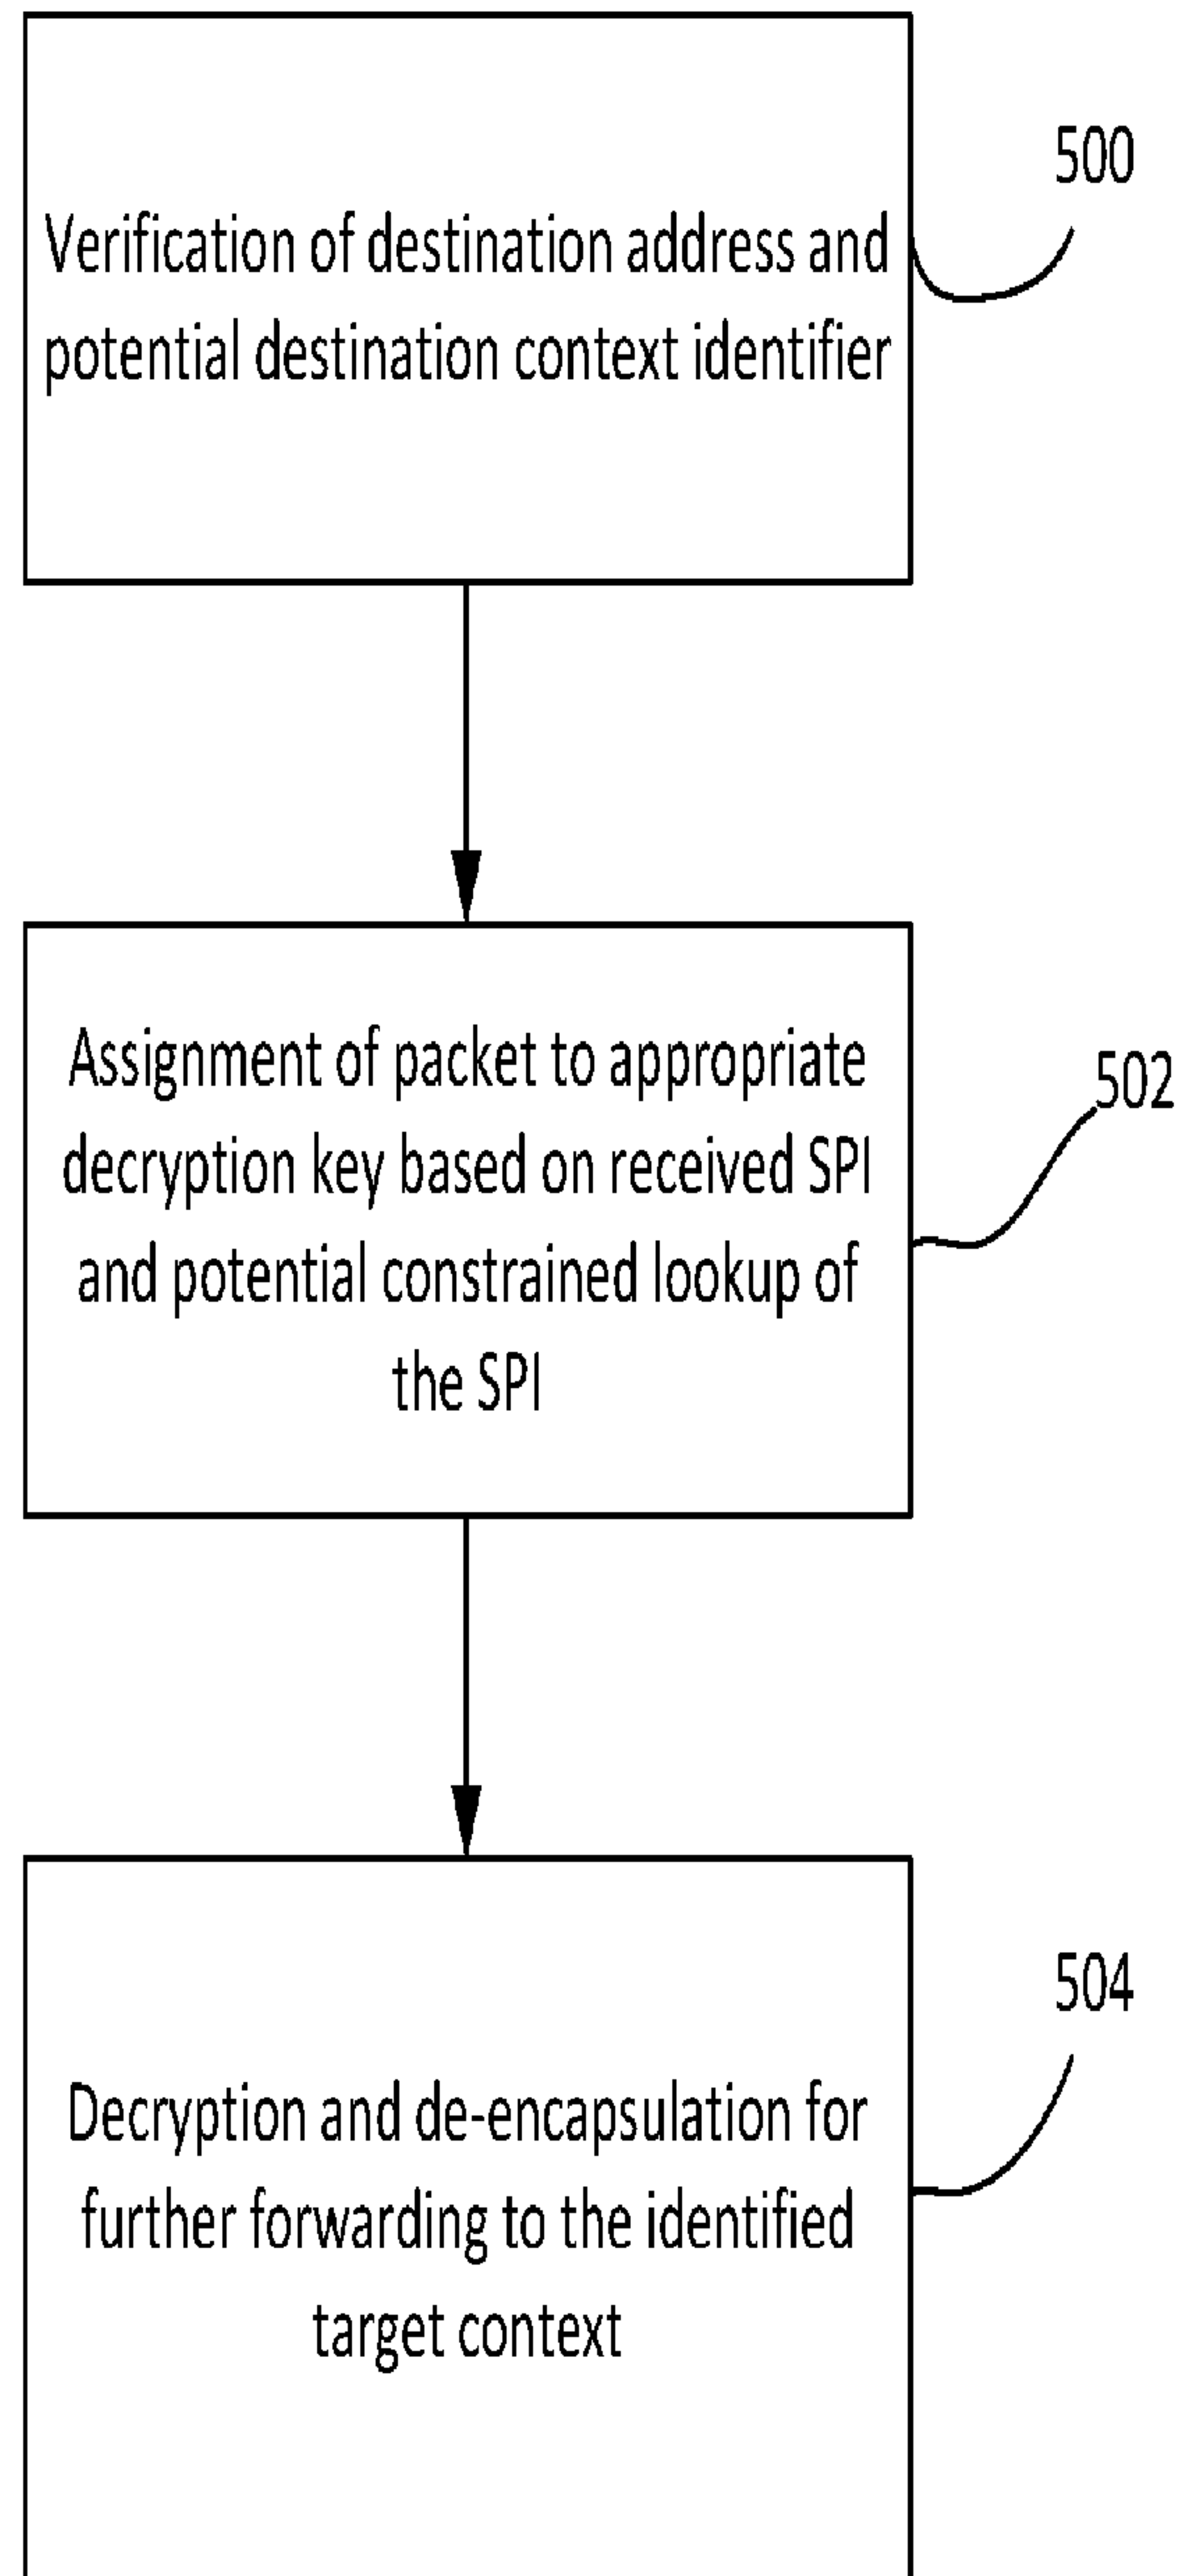 500
Verification of destination address and
potential destination context identifier
Assignment of packet to appropriate
502
decryption key based on received SPI
and potential constrained lookup of
the SPI
504
Decryption and de-encapsulation for
further forwarding to the identified
target context